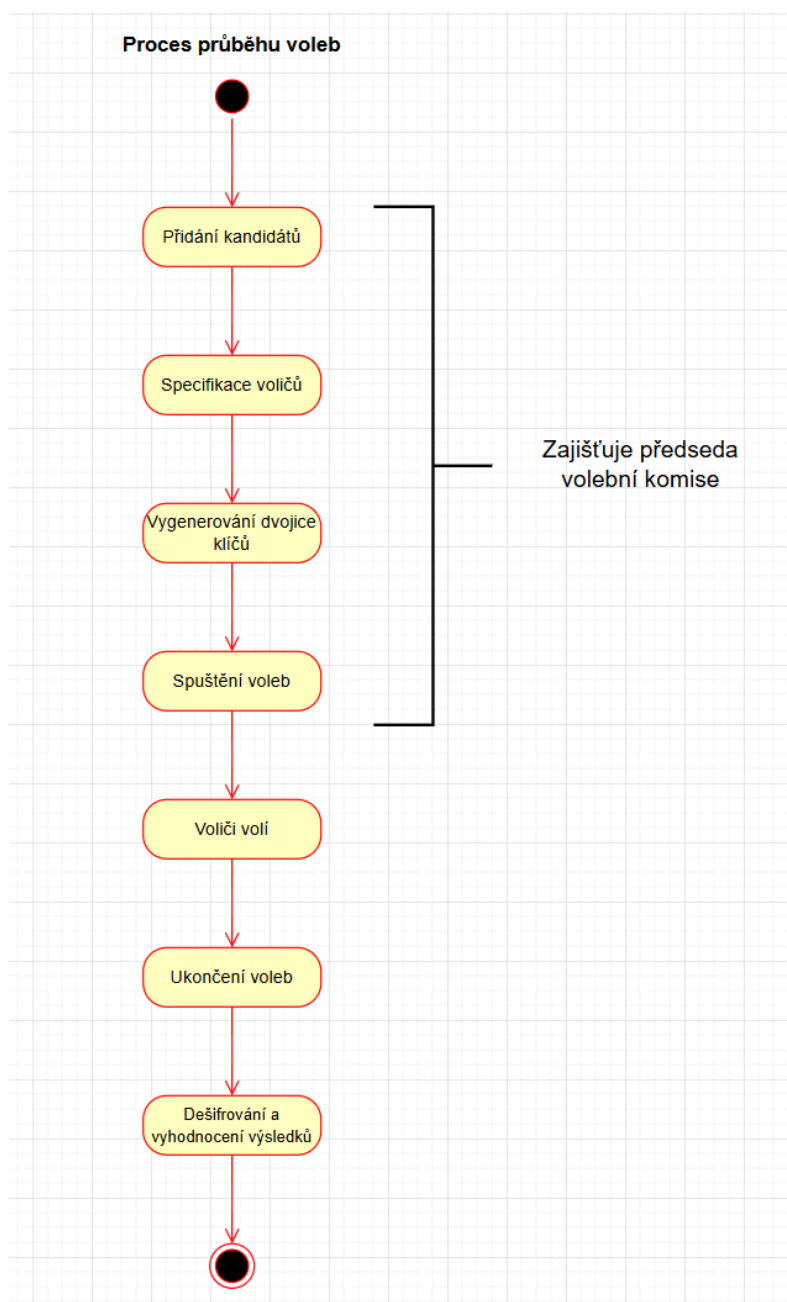 Proces průběhu voleb
Přidání kandidátů
Specifikace voličů
Vygenerování dvojice
klíčů
Zajišťuje předseda
volební komise
Spuštění voleb
Voliči volí
Ukončení voleb
Dešifrování a
vyhodnocení výsledků